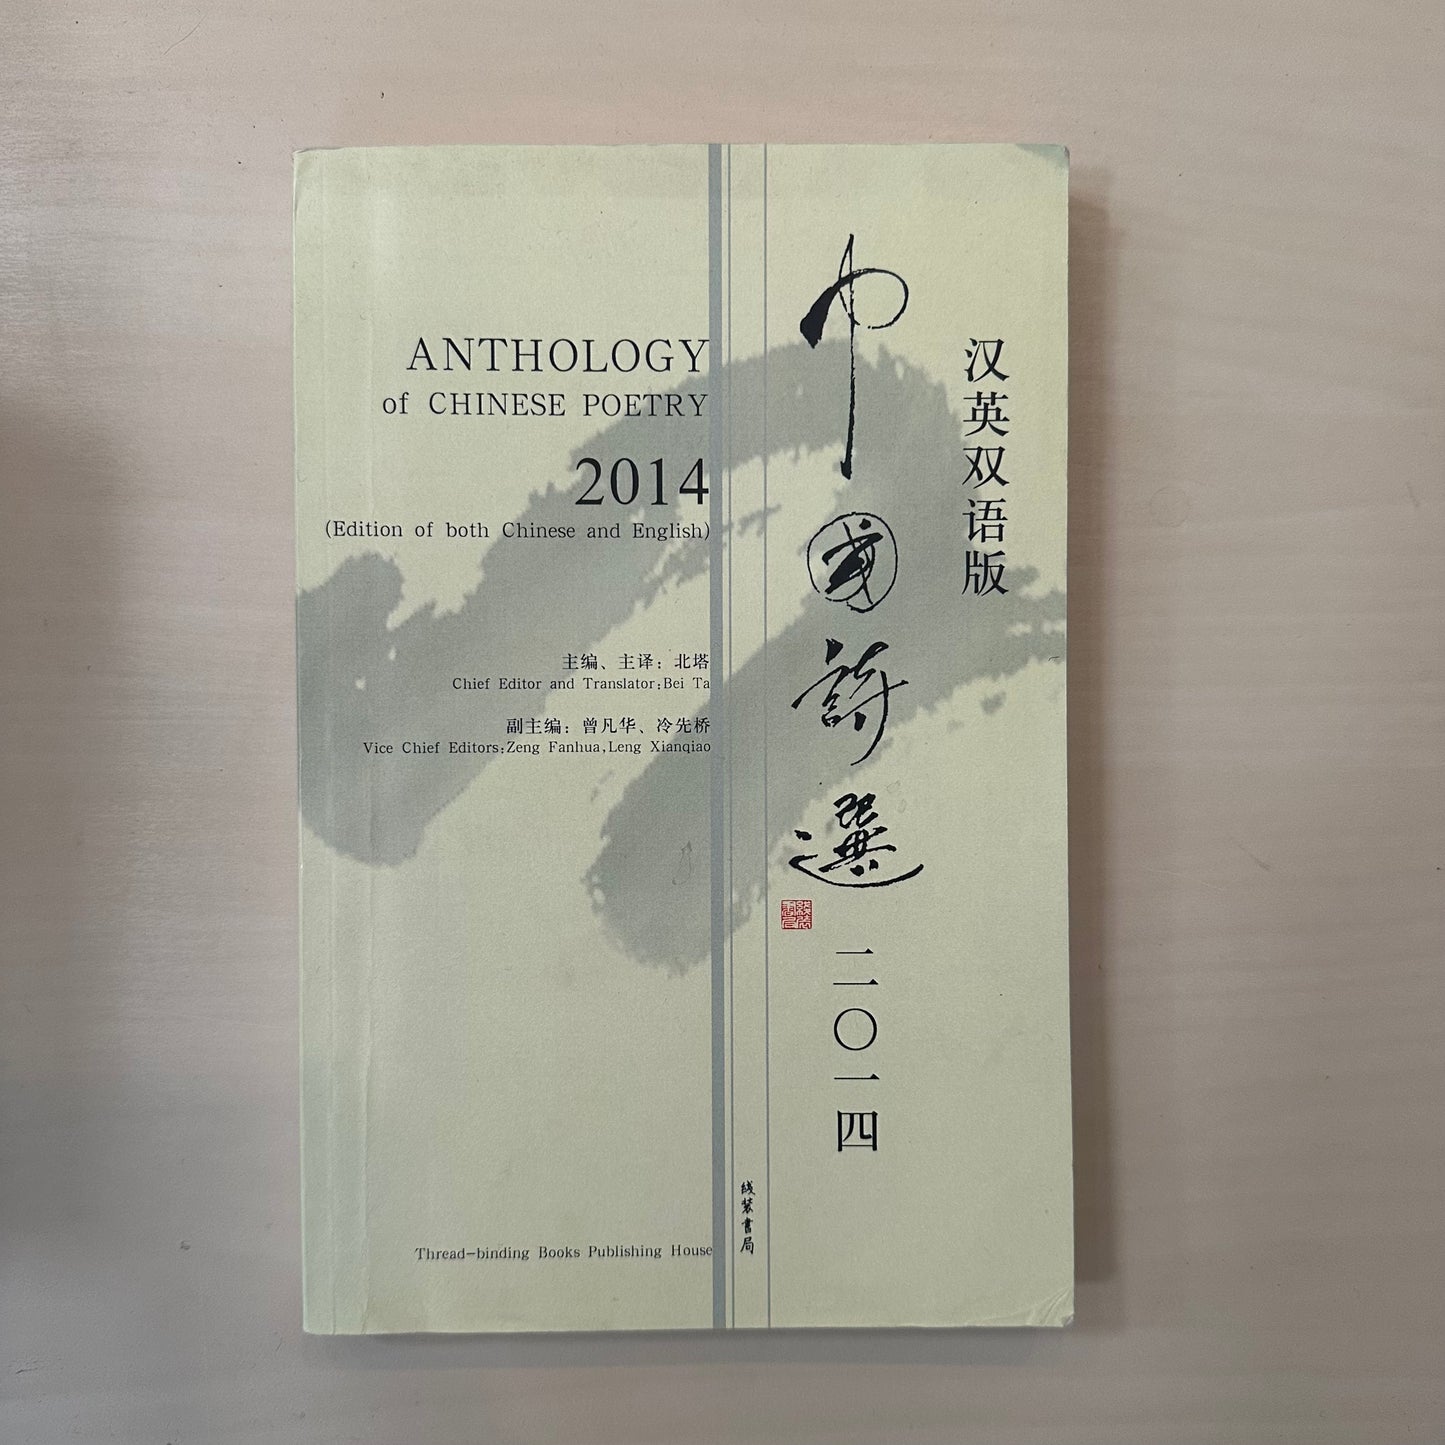 ANTHOLOGY
of CHINESE POETRY
2014
(Edition of both Chinese and English)
主编、主译：北塔
Chief Editor and Translator:Bei Ta
副主编：曾凡华、冷先桥
Vice Chief Editors:Zeng Fanhua,Leng Xianqiao
Thread-binding Books Publishing House
汉英双语版
中國詩選
二〇一四
线装書局